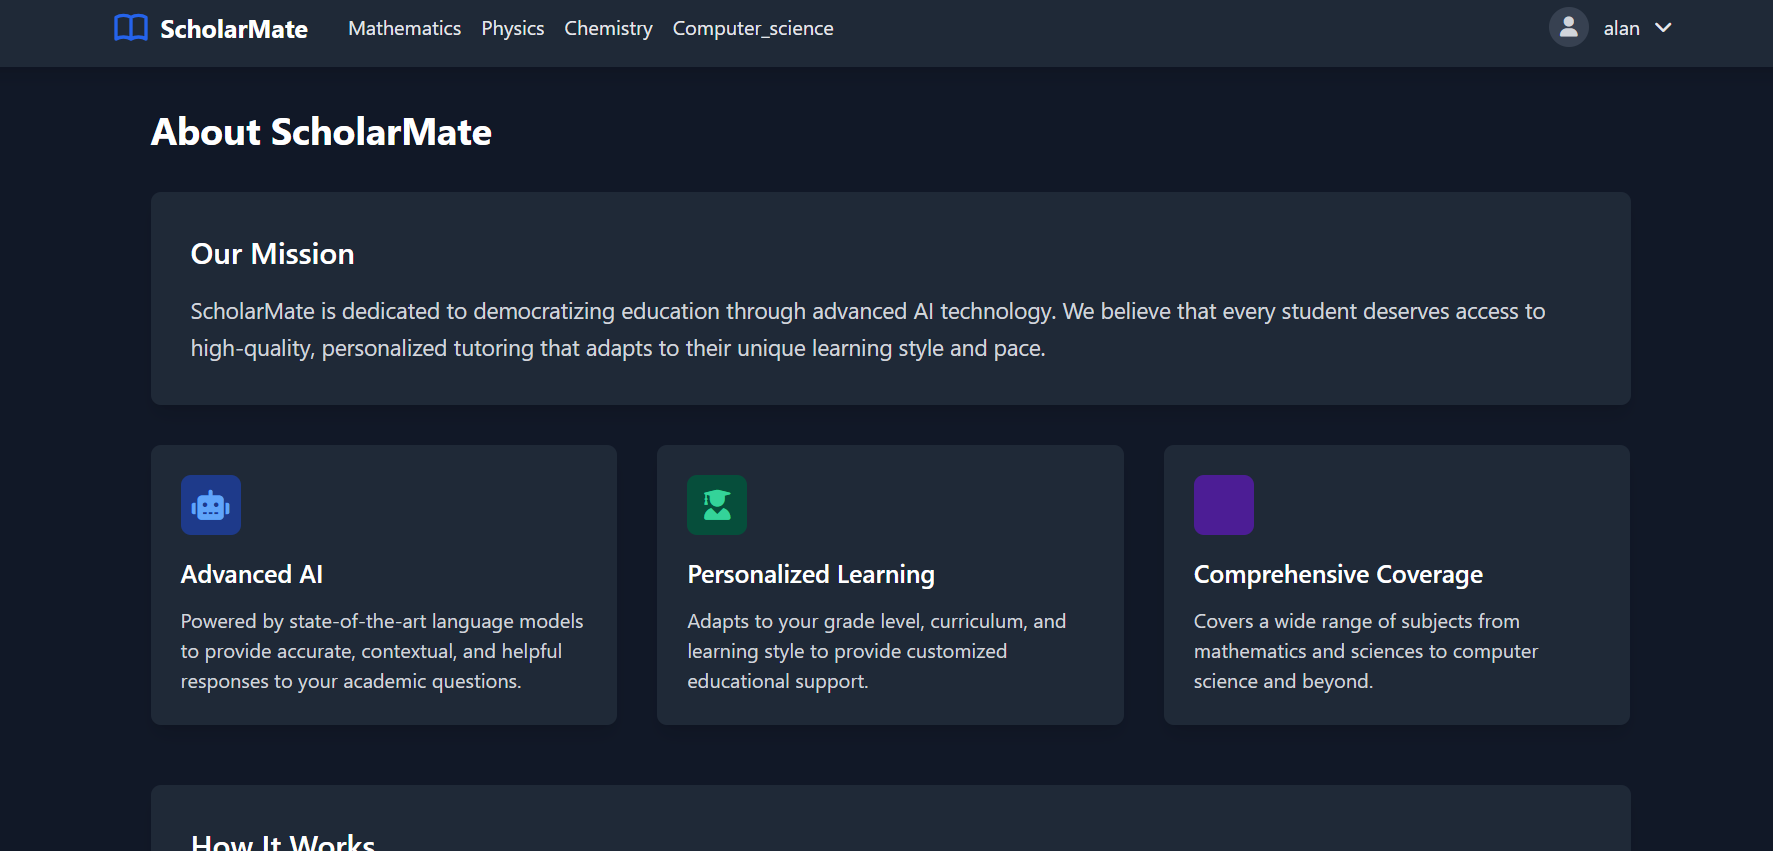 ScholarMate
Mathematics Physics Chemistry Computer_science
alan
About ScholarMate
Our Mission
ScholarMate is dedicated to democratizing education through advanced AI technology. We believe that every student deserves access to
high-quality, personalized tutoring that adapts to their unique learning style and pace.
Advanced AI
Powered by state-of-the-art language models
to provide accurate, contextual, and helpful
responses to your academic questions.
Personalized Learning
Adapts to your grade level, curriculum, and
learning style to provide customized
educational support.
Comprehensive Coverage
Covers a wide range of subjects from
mathematics and sciences to computer
science and beyond.
How It Works